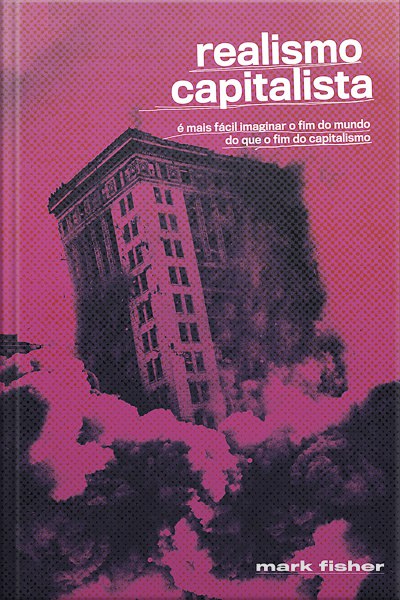 realismo
capitalista
é mais fácil imaginar o fim do mundo
do que o fim do capitalismo
mark fisher